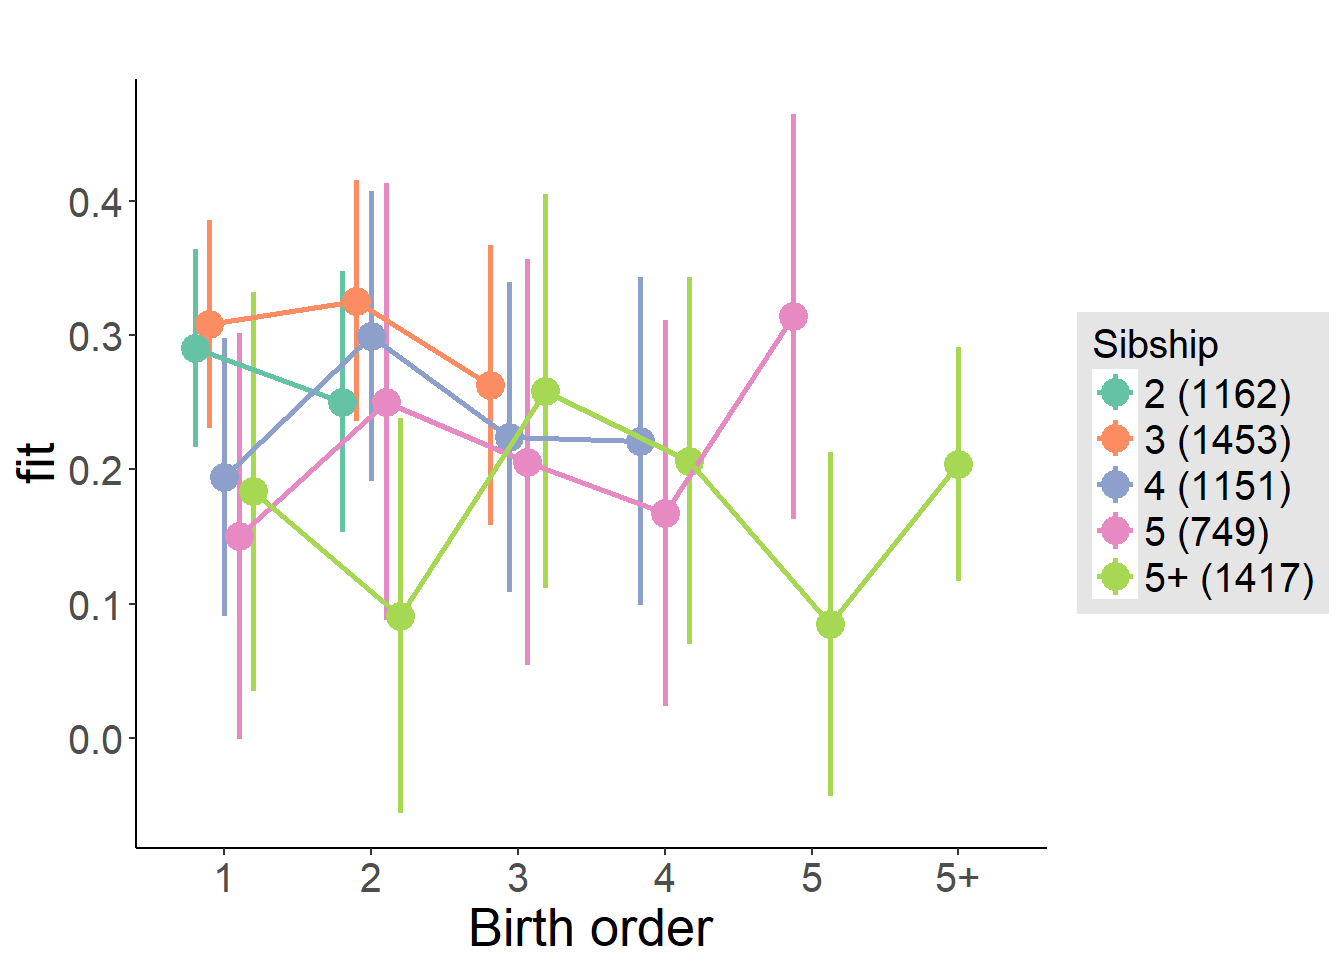 fit
0.4
0.3
0.2
0.1
0.0
1 2 3 4 5 5+
Birth order
Sibship
2 (1162)
3 (1453)
4 (1151)
5 (749)
5+ (1417)